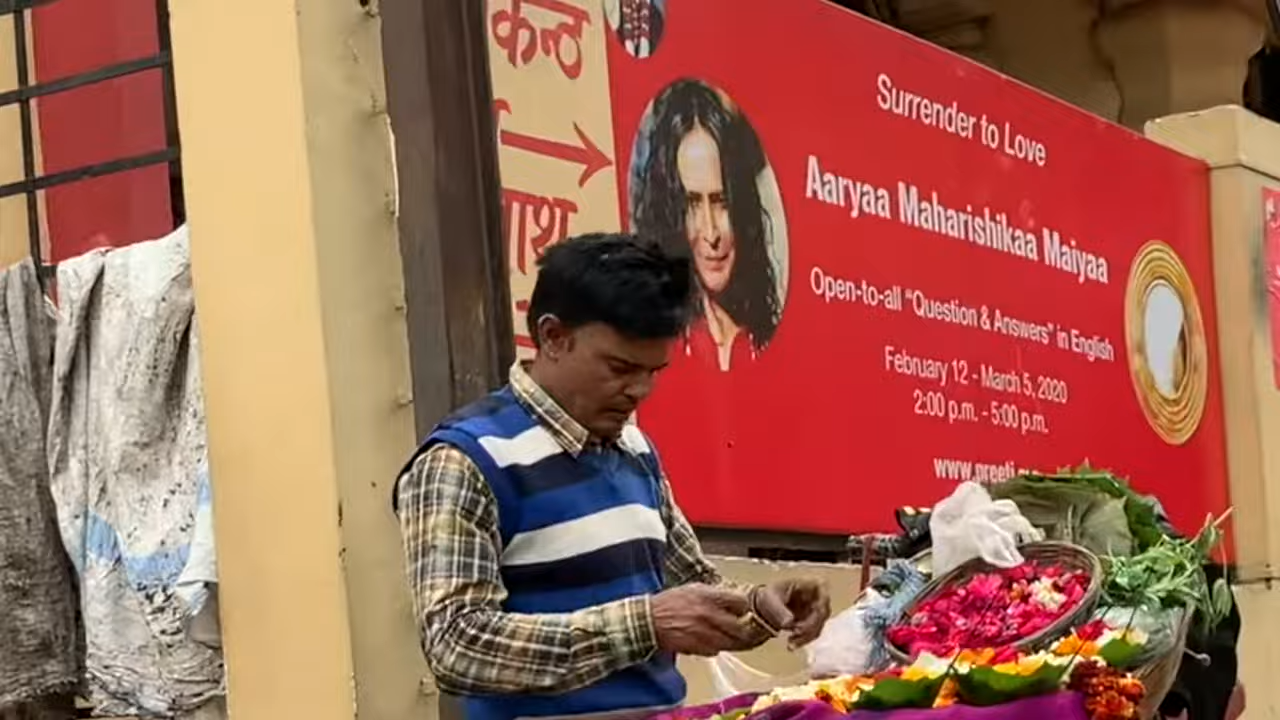 कन्ठ
Surrender to Love
Aaryaa Maharishikaa Maiyaa
Open-to-all “Question & Answers” in English
February 12 - March 5, 2020
2:00 p.m. - 5:00 p.m.